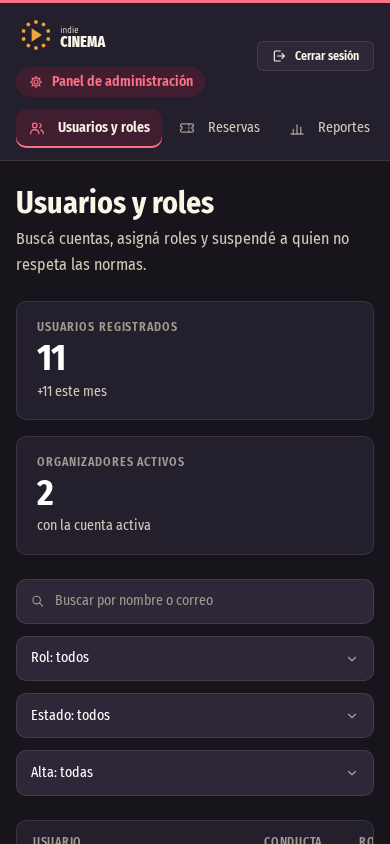 indie
CINEMA
Cerrar sesión
Panel de administración
Usuarios y roles
Reservas
Reportes
Usuarios y roles
Buscá cuentas, asigná roles y suspendé a quien no
respeta las normas.
USUARIOS REGISTRADOS
11
+11 este mes
ORGANIZADORES ACTIVOS
2
con la cuenta activa
Buscar por nombre o correo
Rol: todos
Estado: todos
Alta: todas
USUARIO
CONDUCTA
RO